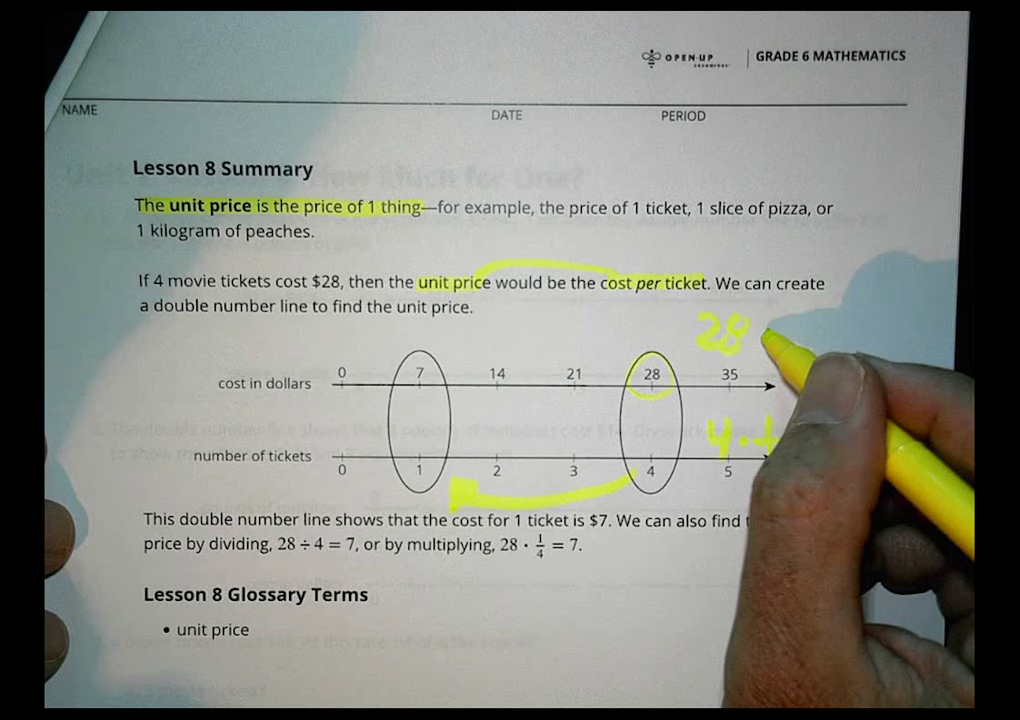 OPEN-UP | GRADE 6 MATHEMATICS
NAME DATE PERIOD
Lesson 8 Summary
The unit price is the price of 1 thing—for example, the price of 1 ticket, 1 slice of pizza, or
1 kilogram of peaches.
If 4 movie tickets cost $28, then the unit price would be the cost per ticket. We can create
a double number line to find the unit price.
28
cost in dollars 0 7 14 21 28 35
4 ·
number of tickets 0 1 2 3 4 5
This double number line shows that the cost for 1 ticket is $7. We can also find
price by dividing, 28 ÷ 4 = 7, or by multiplying, 28 · 1/4 = 7.
Lesson 8 Glossary Terms
• unit price